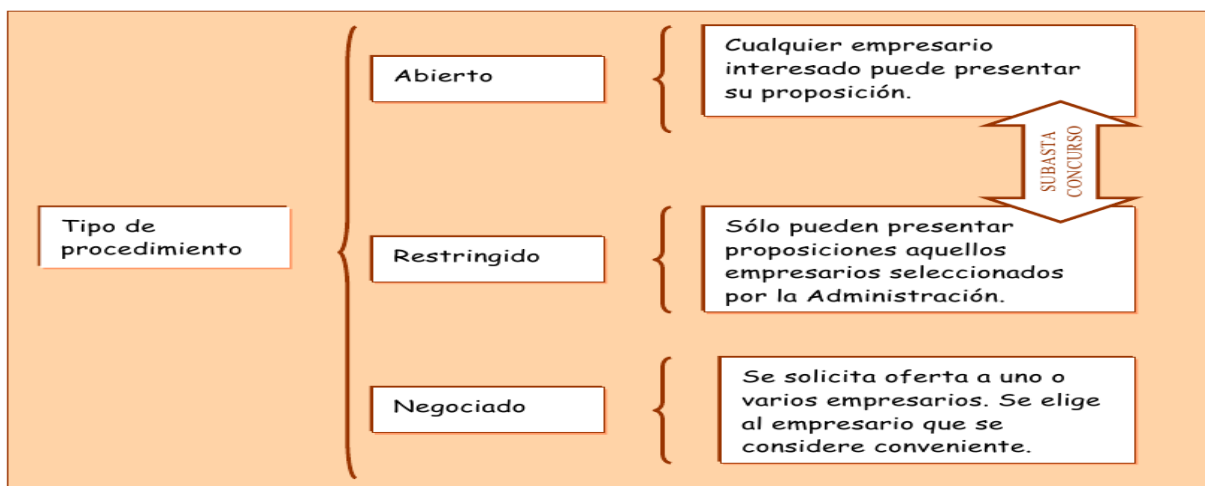 Tipo de
procedimiento
Abierto
Cualquier empresario
interesado puede presentar
su proposición.
SUBASTA
CONCURSO
Restringido
Sólo pueden presentar
proposiciones aquellos
empresarios seleccionados
por la Administración.
Negociado
Se solicita oferta a uno o
varios empresarios. Se elige
al empresario que se
considere conveniente.